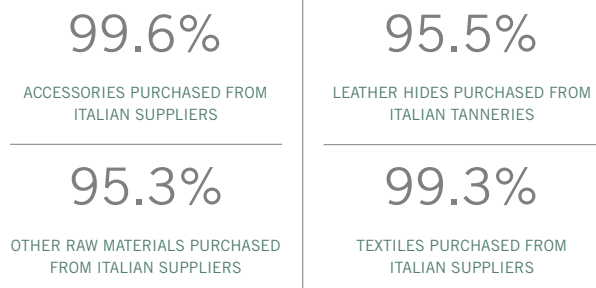 99.6%
ACCESSORIES PURCHASED FROM
ITALIAN SUPPLIERS
95.5%
LEATHER HIDES PURCHASED FROM
ITALIAN TANNERIES
95.3%
OTHER RAW MATERIALS PURCHASED
FROM ITALIAN SUPPLIERS
99.3%
TEXTILES PURCHASED FROM
ITALIAN SUPPLIERS